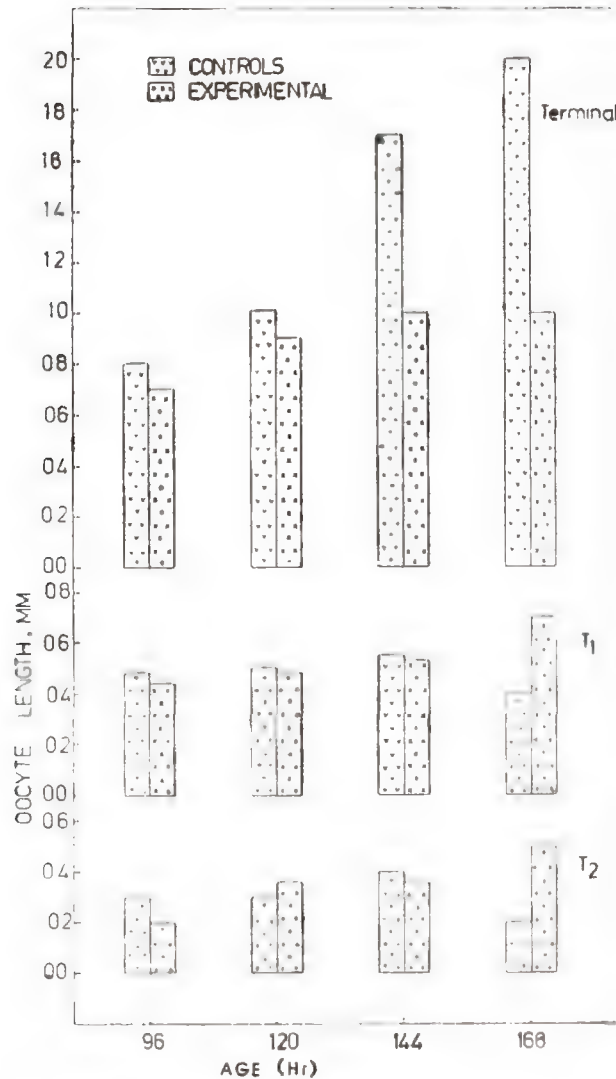 20
CONTROLS
EXPERIMENTAL
Terminal
18
16
14
12
10
08
06
04
02
00
08
T1
06
04
02
00
06
T2
04
02
00
OOCYTE LENGTH, MM
96 120 144 168
AGE (Hr)